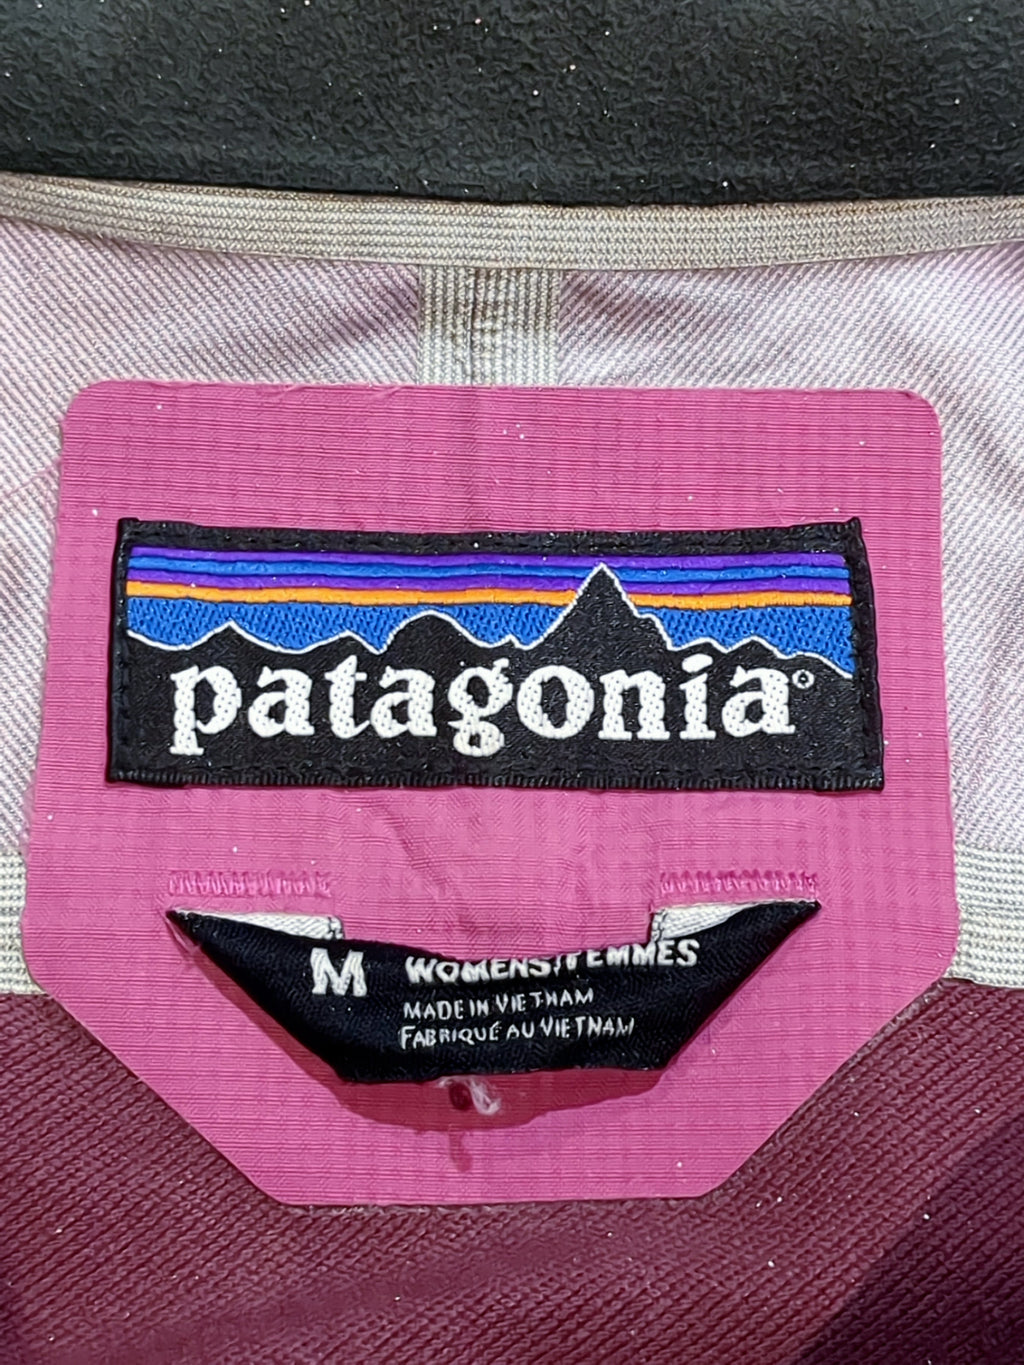 patagonia®
M WOMENS/FEMMES
MADE IN VIETNAM
FABRIQUÉ AU VIETNAM